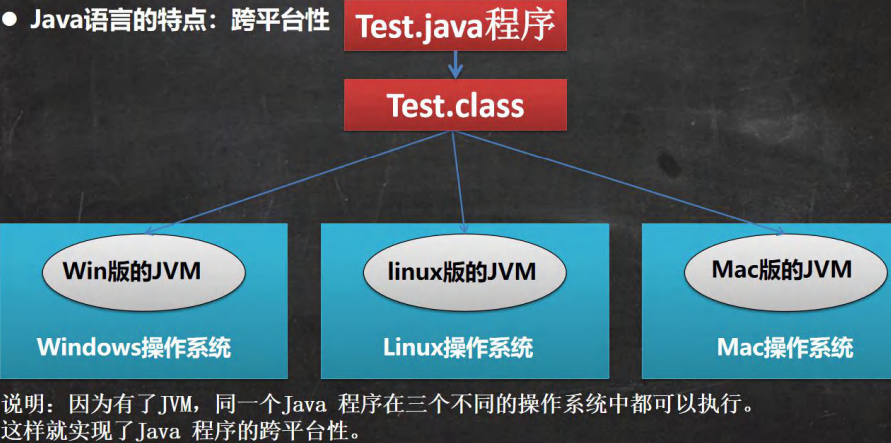 ● Java语言的特点：跨平台性
Test.java程序
Test.class
Win版的JVM
linux版的JVM
Mac版的JVM
Windows操作系统
Linux操作系统
Mac操作系统
说明：因为有了JVM，同一个Java 程序在三个不同的操作系统中都可以执行。
这样就实现了Java 程序的跨平台性。